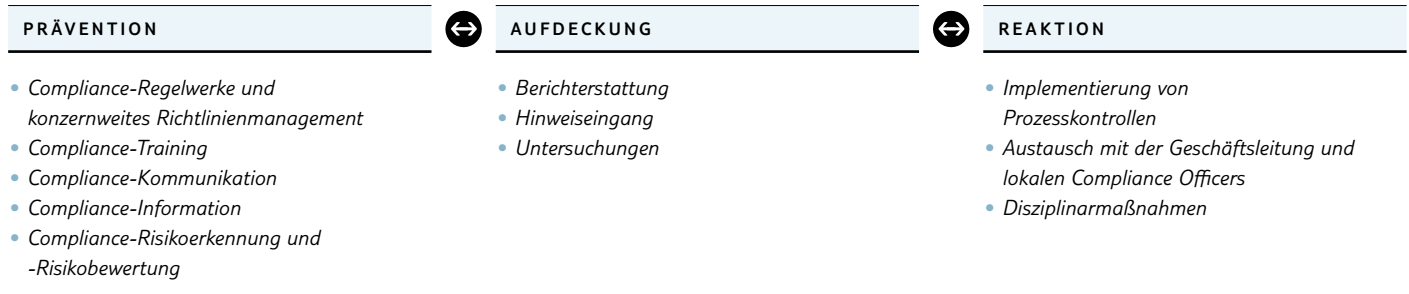 PRÄVENTION
• Compliance-Regelwerke und
konzernweites Richtlinienmanagement
• Compliance-Training
• Compliance-Kommunikation
• Compliance-Information
• Compliance-Risikoerkennung und
-Risikobewertung
AUFDECKUNG
• Berichterstattung
• Hinweiseingang
• Untersuchungen
REAKTION
• Implementierung von
Prozesskontrollen
• Austausch mit der Geschäftsleitung und
lokalen Compliance Officers
• Disziplinarmaßnahmen